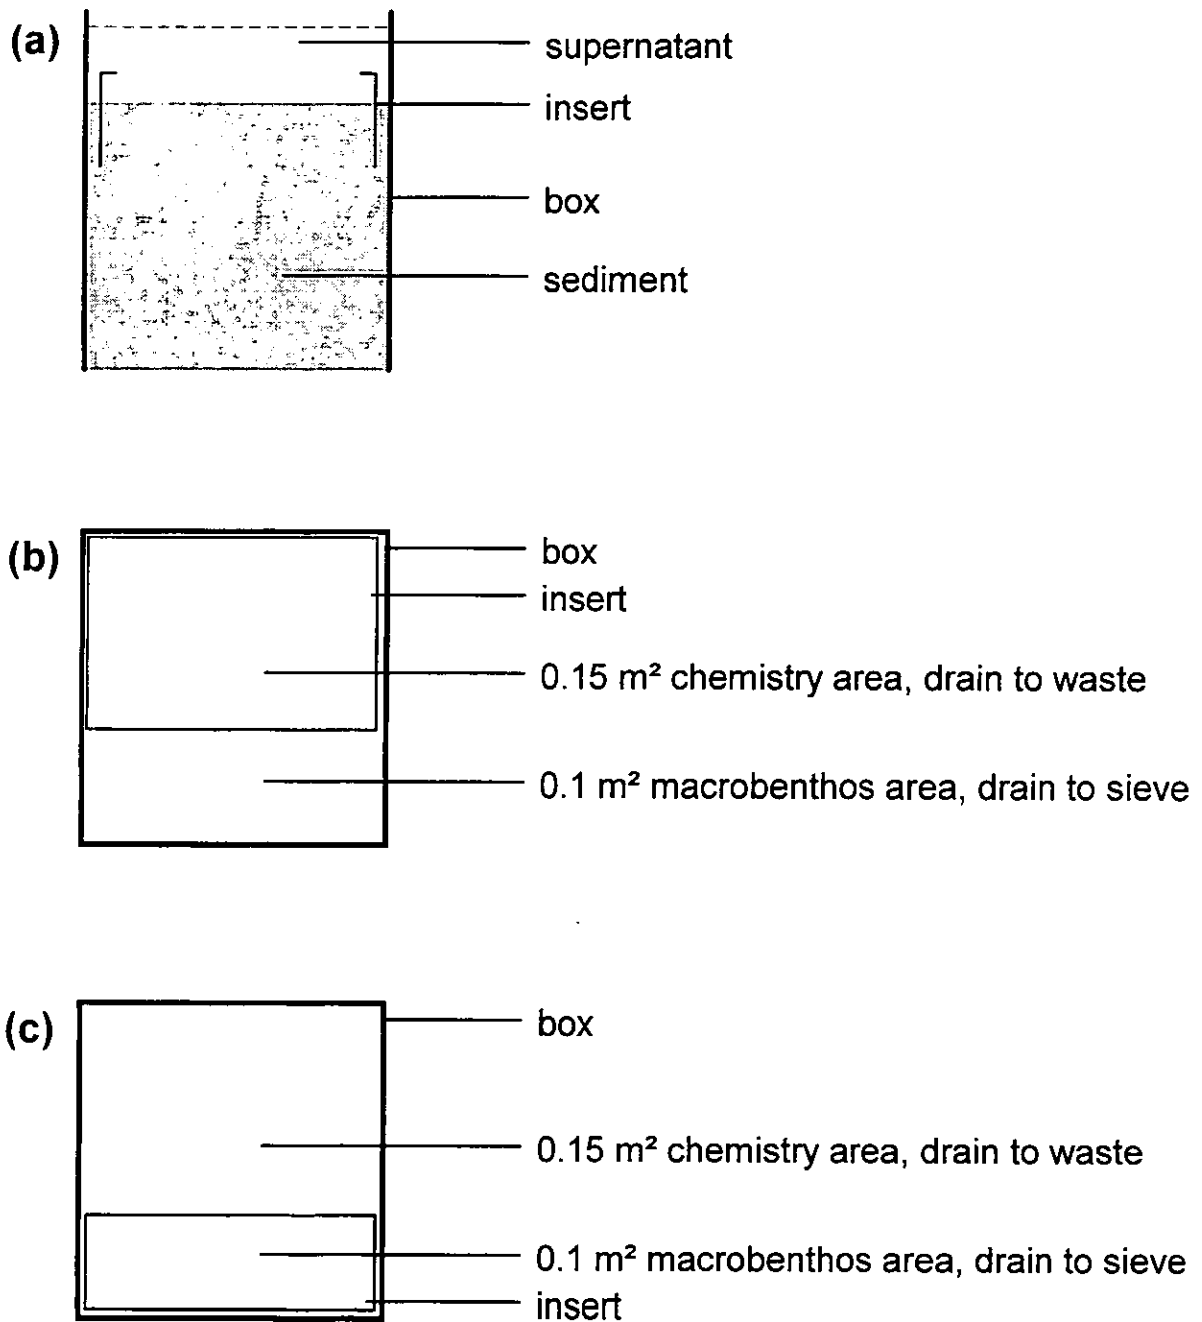 (a)
supernatant
insert
box
sediment
(b)
box
insert
0.15 m² chemistry area, drain to waste
0.1 m² macrobenthos area, drain to sieve
(c)
box
0.15 m² chemistry area, drain to waste
0.1 m² macrobenthos area, drain to sieve
insert